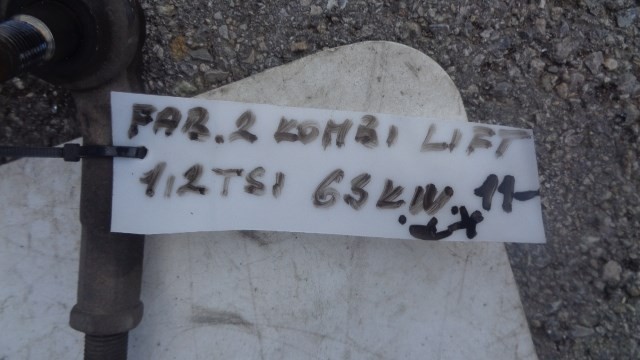 FAB.2 KOMBI LIFT
1,2TSI 63KW. 11-